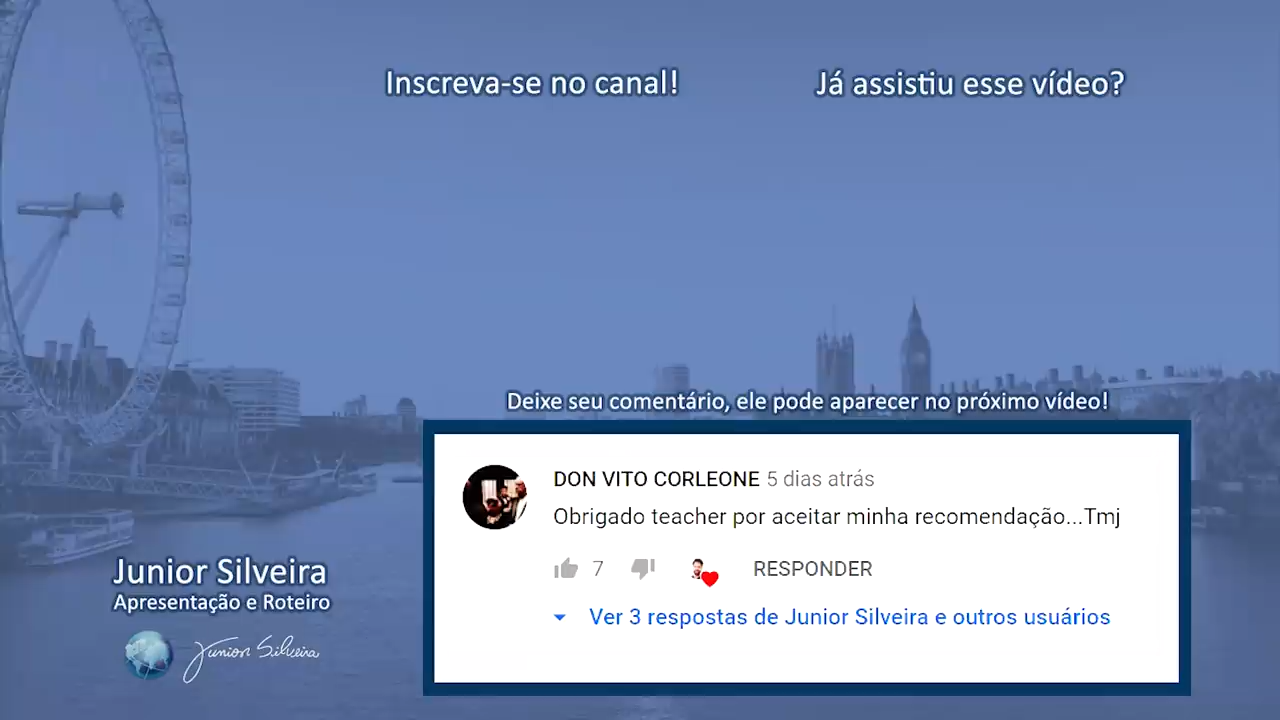 Inscreva-se no canal!
Já assistiu esse vídeo?
Deixe seu comentário, ele pode aparecer no próximo vídeo!
DON VITO CORLEONE 5 dias atrás
Obrigado teacher por aceitar minha recomendação...Tmj
7
RESPONDER
Ver 3 respostas de Junior Silveira e outros usuários
Junior Silveira
Apresentação e Roteiro
Junior Silveira